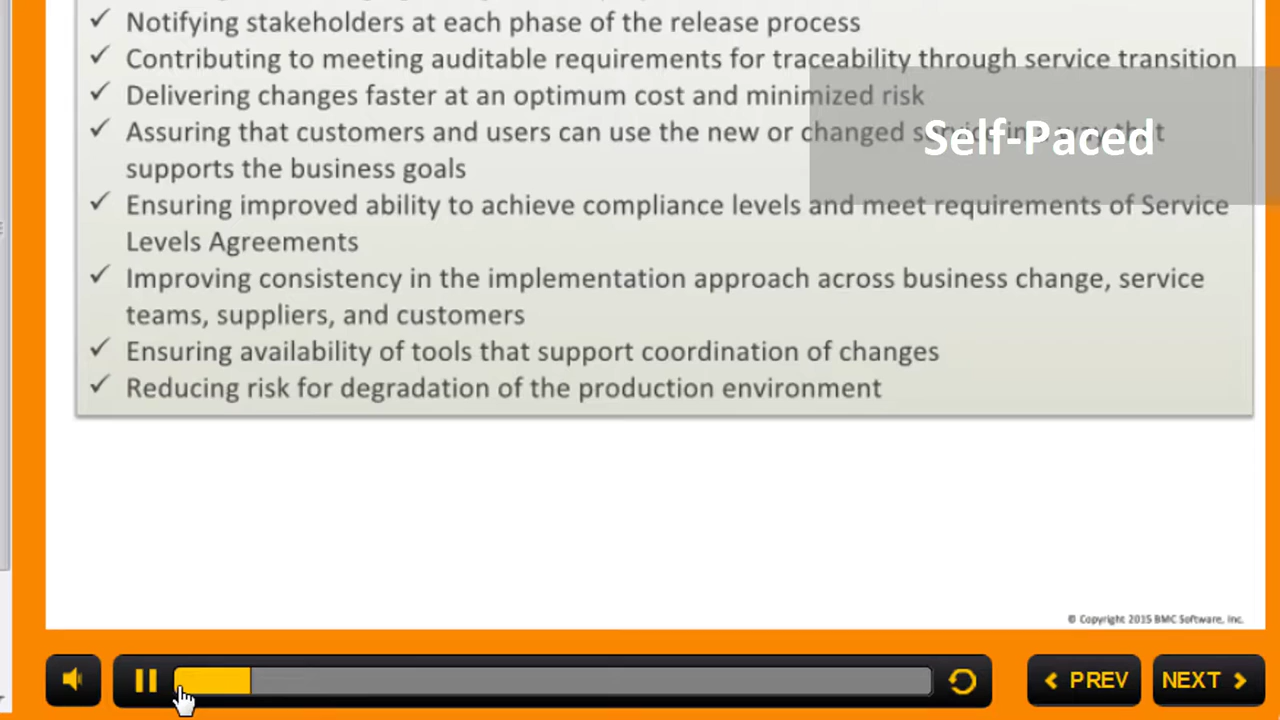 Notifying stakeholders at each phase of the release process
Contributing to meeting auditable requirements for traceability through service transition
Delivering changes faster at an optimum cost and minimized risk
Assuring that customers and users can use the new or changed service in a way that
supports the business goals
Self-Paced
Ensuring improved ability to achieve compliance levels and meet requirements of Service
Levels Agreements
Improving consistency in the implementation approach across business change, service
teams, suppliers, and customers
Ensuring availability of tools that support coordination of changes
Reducing risk for degradation of the production environment
© Copyright 2015 BMC Software, Inc.
PREV
NEXT